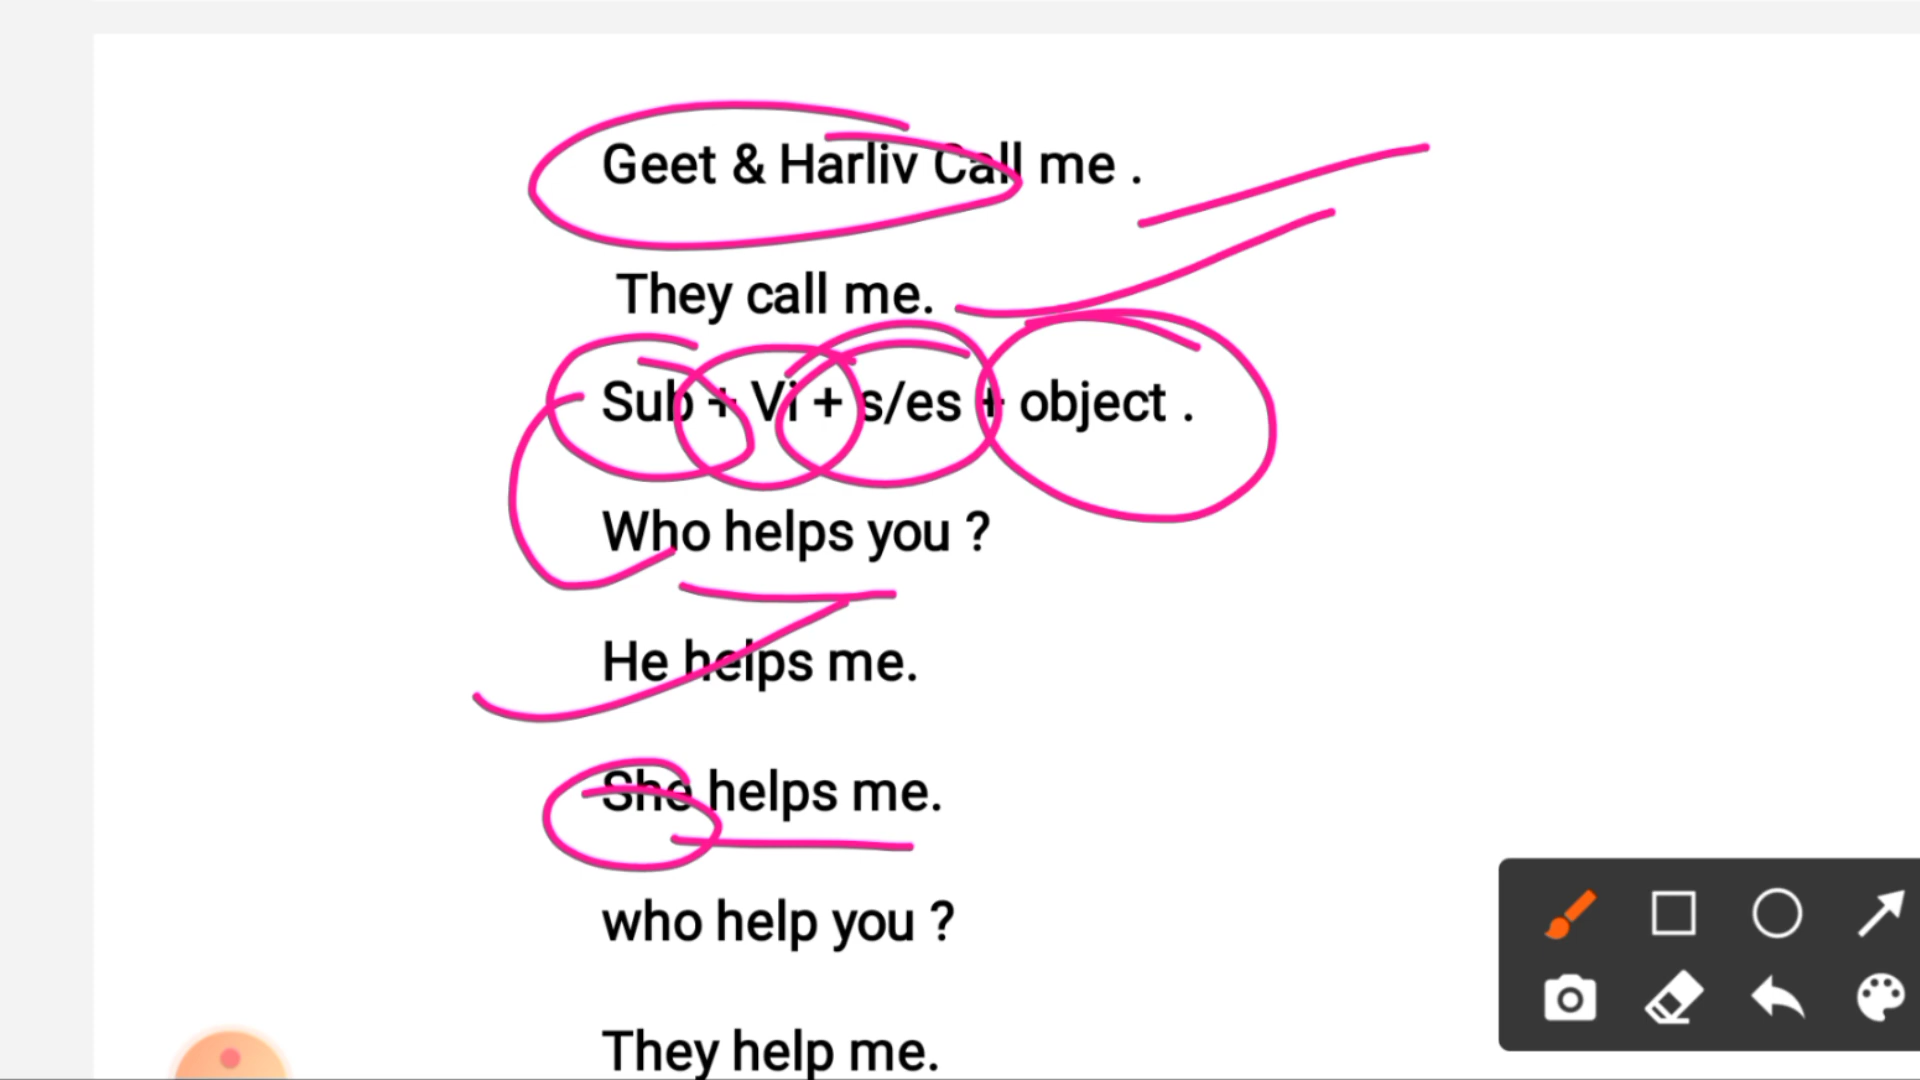 Geet & Harliv Call me .
They call me.
Sub + Vi + s/es + object .
Who helps you ?
He helps me.
She helps me.
who help you ?
They help me.